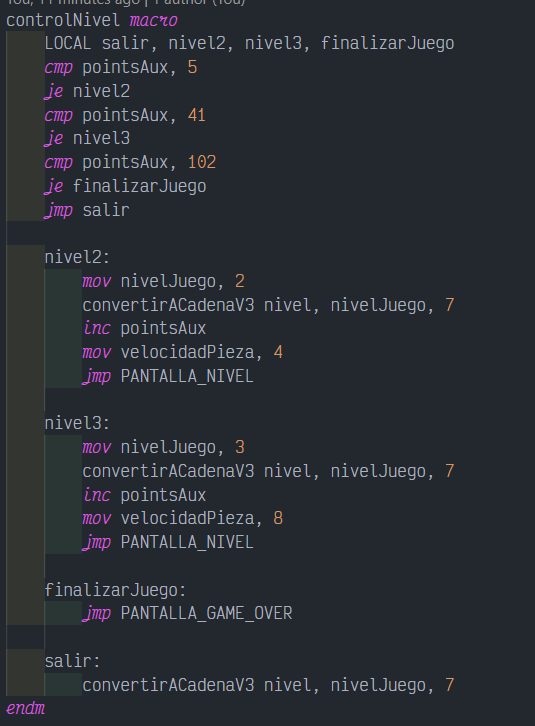 You, 11 minutes ago | 1 author (You)
controlNivel macro
LOCAL salir, nivel2, nivel3, finalizarJuego
cmp pointsAux, 5
je nivel2
cmp pointsAux, 41
je nivel3
cmp pointsAux, 102
je finalizarJuego
jmp salir
nivel2:
mov nivelJuego, 2
convertirACadenaV3 nivel, nivelJuego, 7
inc pointsAux
mov velocidadPieza, 4
jmp PANTALLA_NIVEL
nivel3:
mov nivelJuego, 3
convertirACadenaV3 nivel, nivelJuego, 7
inc pointsAux
mov velocidadPieza, 8
jmp PANTALLA_NIVEL
finalizarJuego:
jmp PANTALLA_GAME_OVER
salir:
convertirACadenaV3 nivel, nivelJuego, 7
endm